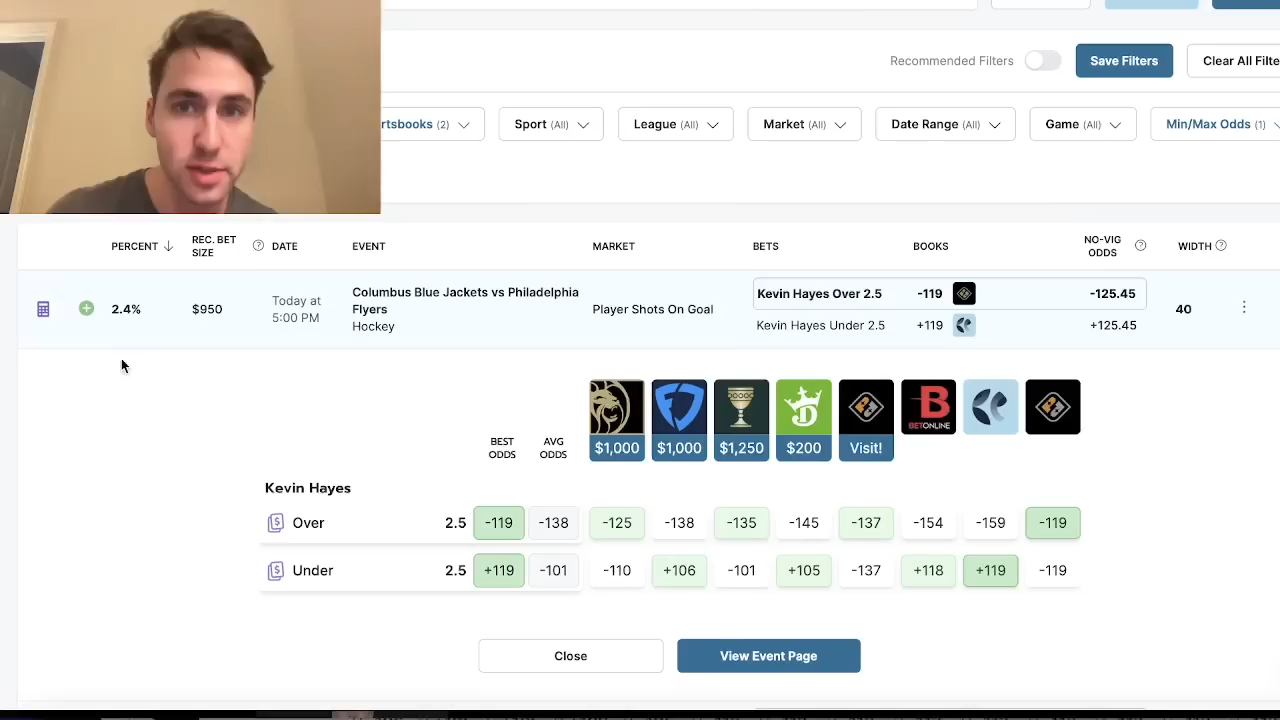 Recommended Filters
Save Filters
Clear All Filte
rtsbooks (2)
Sport (All)
League (All)
Market (All)
Date Range (All)
Game (All)
Min/Max Odds (1)
PERCENT
REC. BET
SIZE
DATE
EVENT
MARKET
BETS
BOOKS
NO-VIG
ODDS
WIDTH
2.4%
$950
Today at
5:00 PM
Columbus Blue Jackets vs Philadelphia
Flyers
Hockey
Player Shots On Goal
Kevin Hayes Over 2.5
-119
-125.45
Kevin Hayes Under 2.5
+119
+125.45
40
BETONLINE
BEST
ODDS
AVG
ODDS
$1,000
$1,000
$1,250
$200
Visit!
Kevin Hayes
Over 2.5 -119 -138 -125 -138 -135 -145 -137 -154 -159 -119
Under 2.5 +119 -101 -110 +106 -101 +105 -137 +118 +119 -119
Close
View Event Page